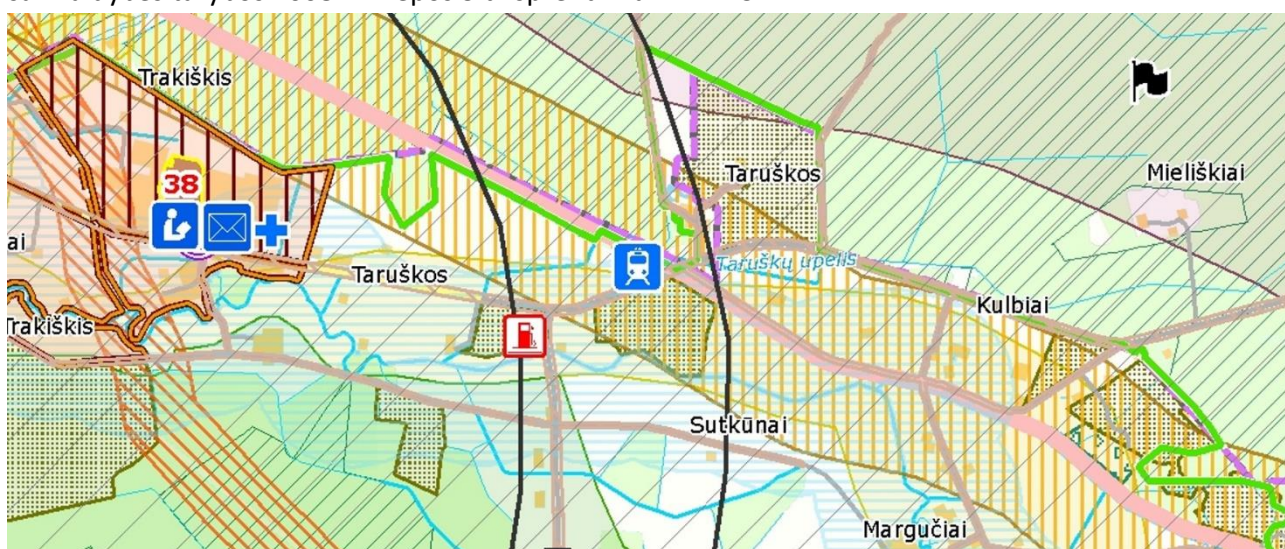 Trakiškis
Taruškos
Mieliškiai
38
ai
Taruškų upelis
Taruškos
Kulbiai
Trakiškis
Sutkūnai
Margučiai